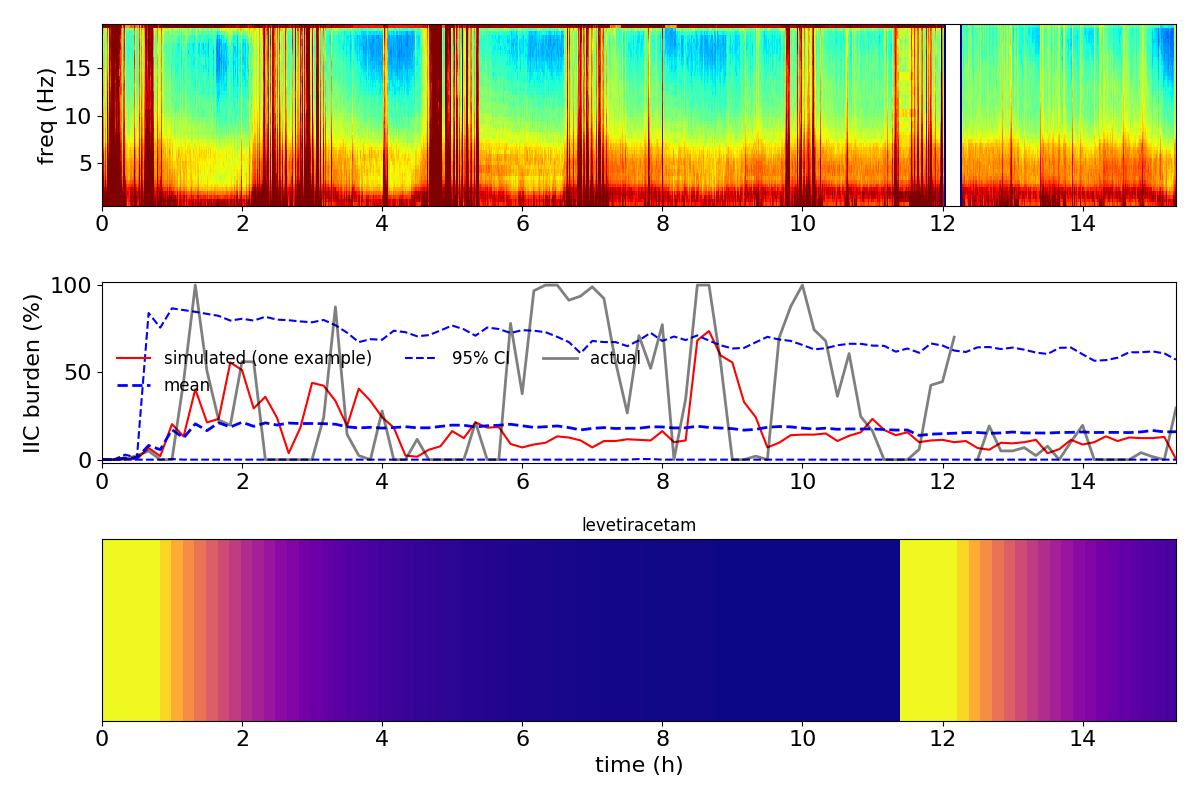 freq (Hz)
15
10
5
0 2 4 6 8 10 12 14
IIC burden (%)
100
50
0
simulated (one example) 95% CI actual
mean
0 2 4 6 8 10 12 14
levetiracetam
0 2 4 6 8 10 12 14
time (h)